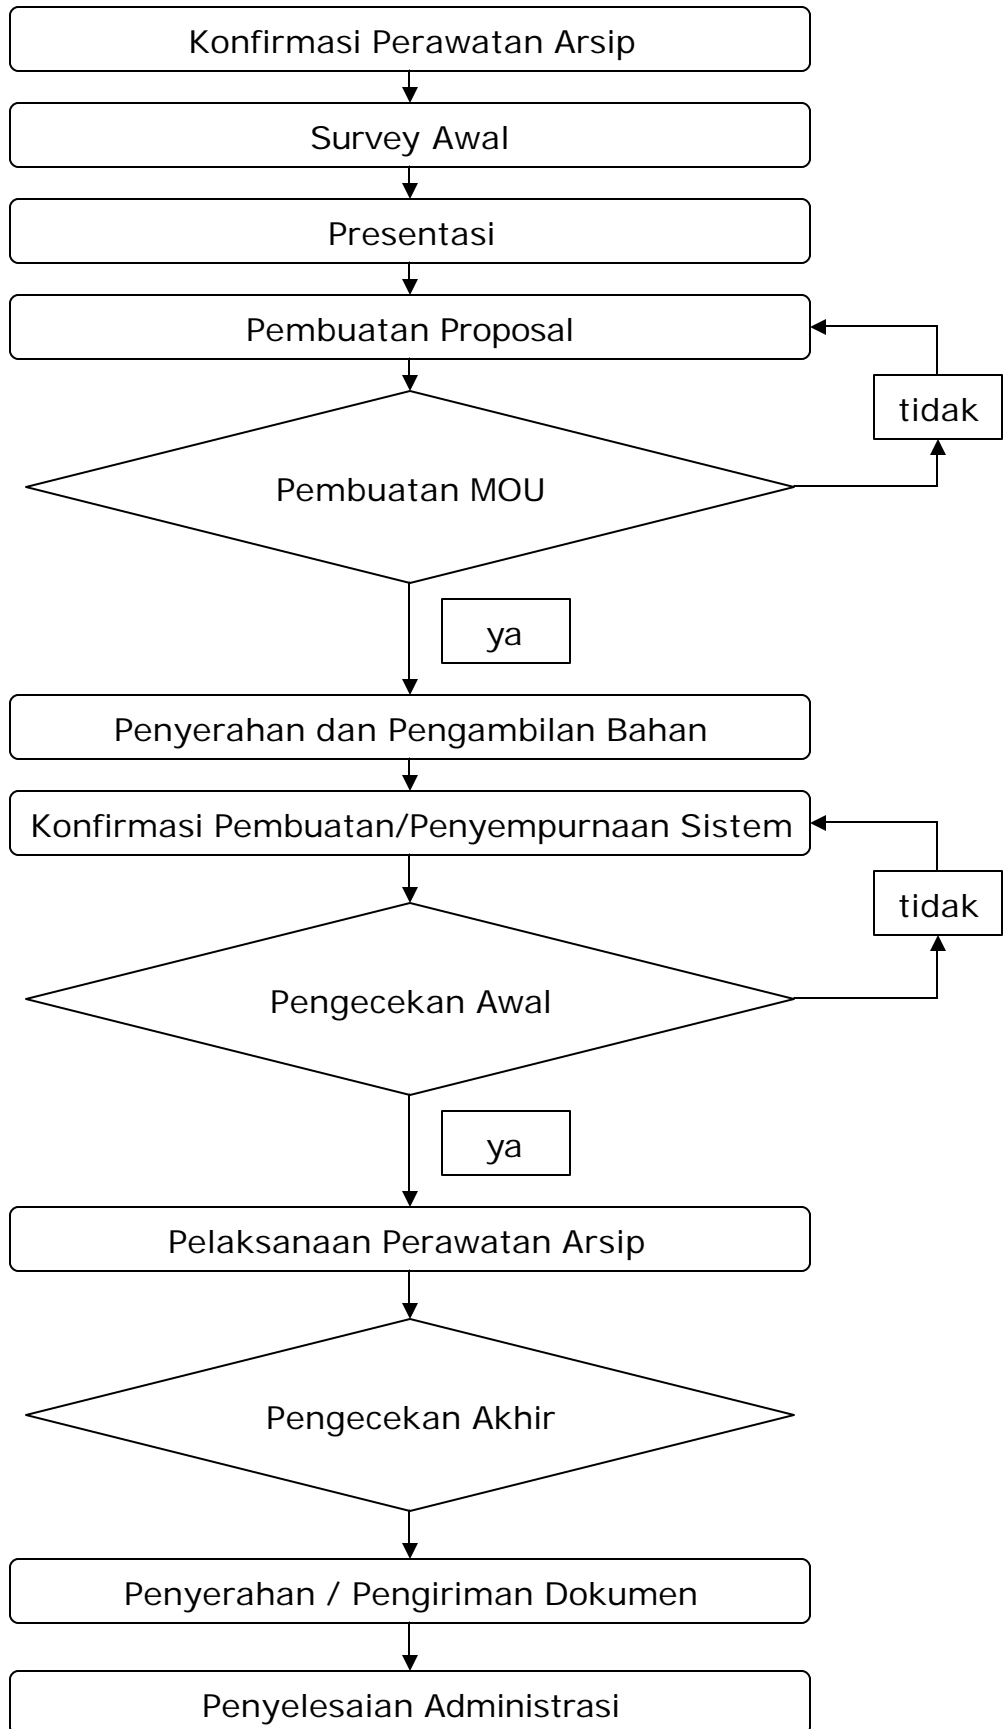 Konfirmasi Perawatan Arsip
Survey Awal
Presentasi
Pembuatan Proposal
tidak
Pembuatan MOU
ya
Penyerahan dan Pengambilan Bahan
Konfirmasi Pembuatan/Penyempurnaan Sistem
tidak
Pengecekan Awal
ya
Pelaksanaan Perawatan Arsip
Pengecekan Akhir
Penyerahan / Pengiriman Dokumen
Penyelesaian Administrasi